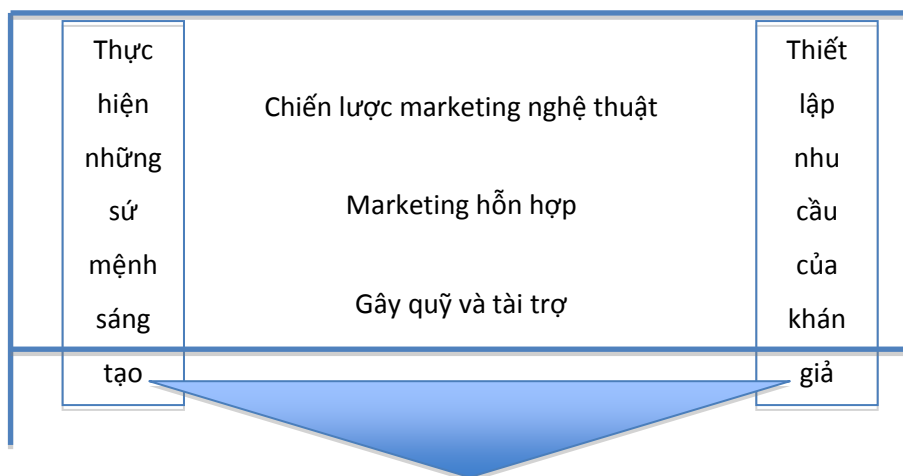 Thực
hiện
những
sứ
mệnh
sáng
tạo
Chiến lược marketing nghệ thuật
Marketing hỗn hợp
Gây quỹ và tài trợ
Thiết
lập
nhu
cầu
của
khán
giả